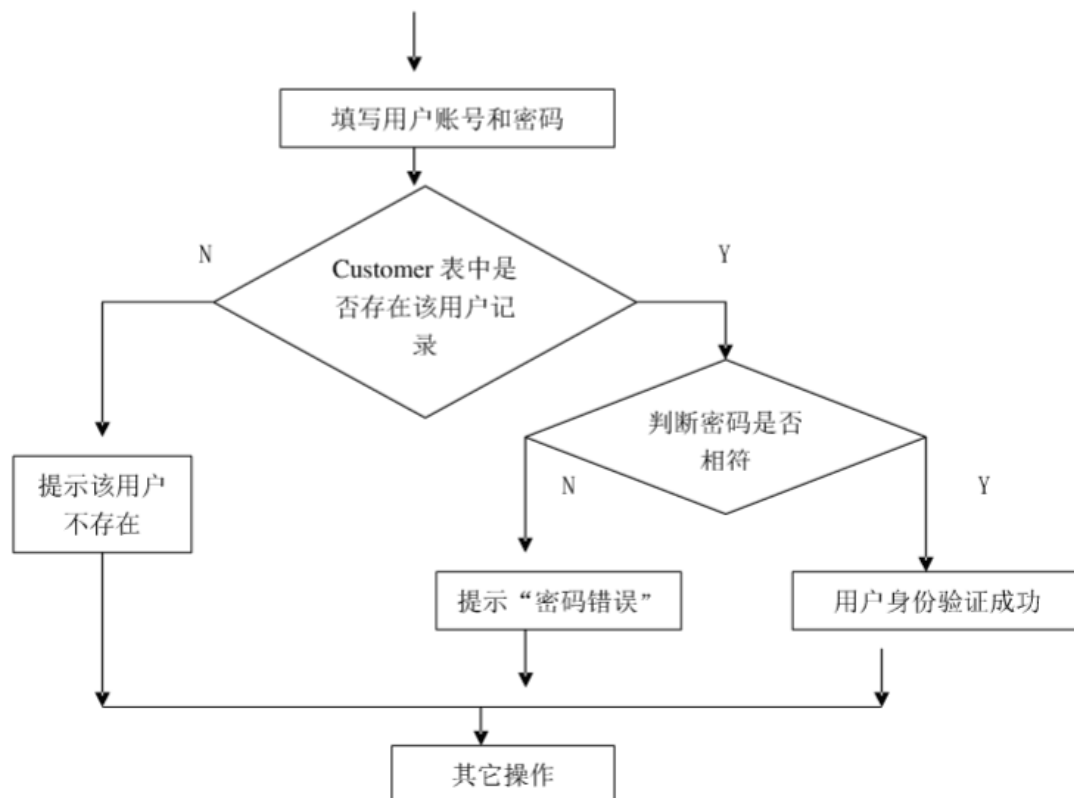 填写用户账号和密码
N
Y
Customer 表中是
否存在该用户记
录
判断密码是否
相符
提示该用户
不存在
N
Y
提示“密码错误”
用户身份验证成功
其它操作